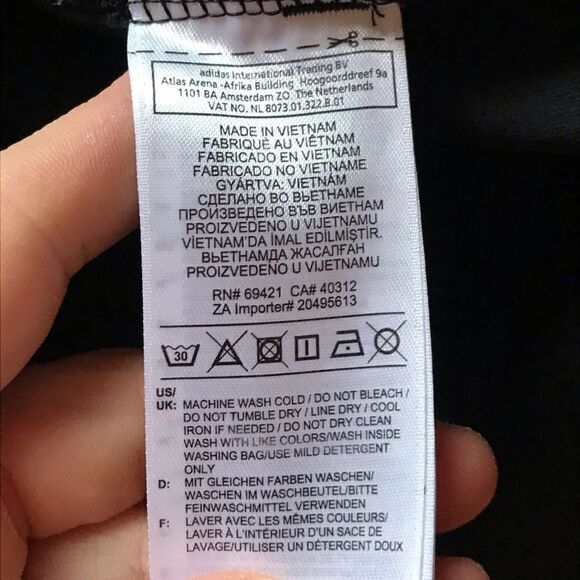 adidas International Trading BV
Atlas Arena -Afrika Building Hoogoorddreef 9a
1101 BA Amsterdam ZO The Netherlands
VAT NO. NL 8073.01.322.B.01
MADE IN VIETNAM
FABRIQUÉ AU VIETNAM
FABRICADO EN VIETNAM
FABRICADO NO VIETNAME
GYÁRTVA: VIETNÁM
СДЕЛАНО ВО ВЬЕТНАМЕ
ПРОИЗВЕДЕНО ВЪВ ВИЕТНАМ
PROIZVEDENO U VIJETNAMU
VİETNAM'DA İMAL EDİLMİŞTİR.
ВЬЕТНАМДА ЖАСАЛҒАН
PROIZVEDENO U VIJETNAMU
RN# 69421 CA# 40312
ZA Importer# 20495613
30
US/
UK: MACHINE WASH COLD / DO NOT BLEACH /
DO NOT TUMBLE DRY / LINE DRY / COOL
IRON IF NEEDED / DO NOT DRY CLEAN
WASH WITH LIKE COLORS/WASH INSIDE
WASHING BAG/USE MILD DETERGENT
ONLY
D: MIT GLEICHEN FARBEN WASCHEN/
WASCHEN IM WASCHBEUTEL/BITTE
FEINWASCHMITTEL VERWENDEN
F: LAVER AVEC LES MÊMES COULEURS/
LAVER À L'INTÉRIEUR D'UN SACE DE
LAVAGE/UTILISER UN DÉTERGENT DOUX